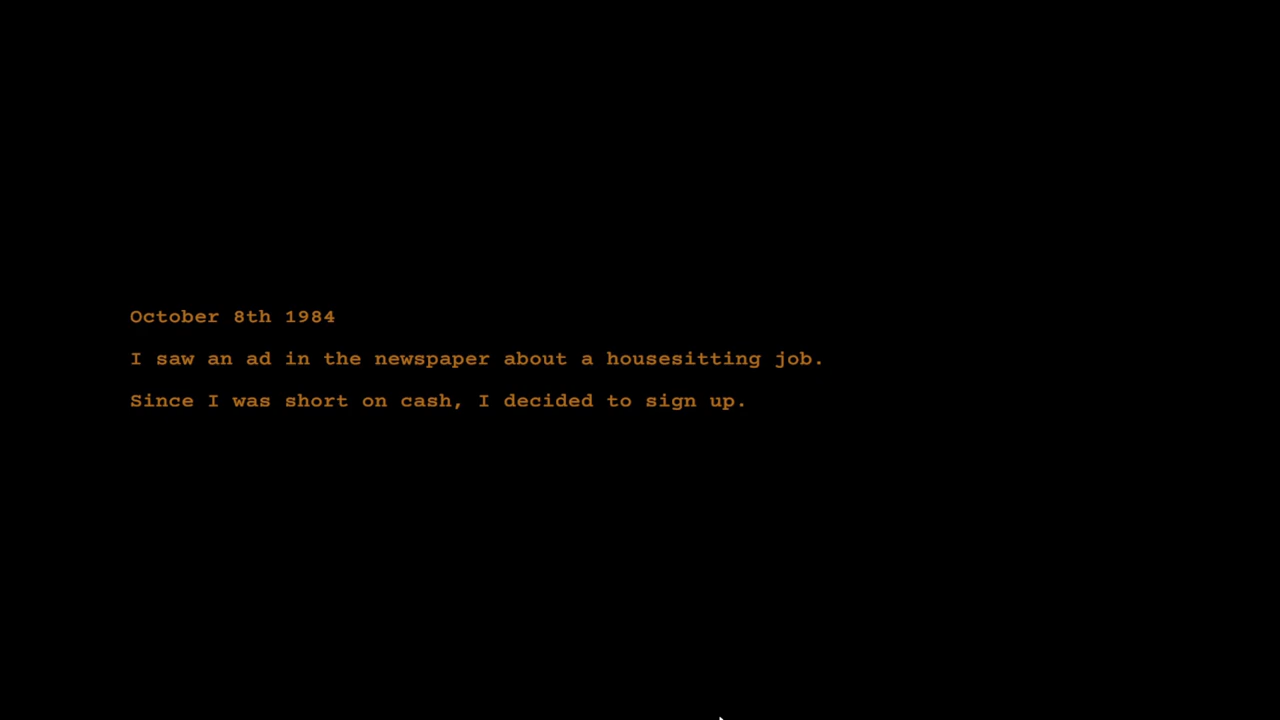 October 8th 1984
I saw an ad in the newspaper about a housesitting job.
Since I was short on cash, I decided to sign up.